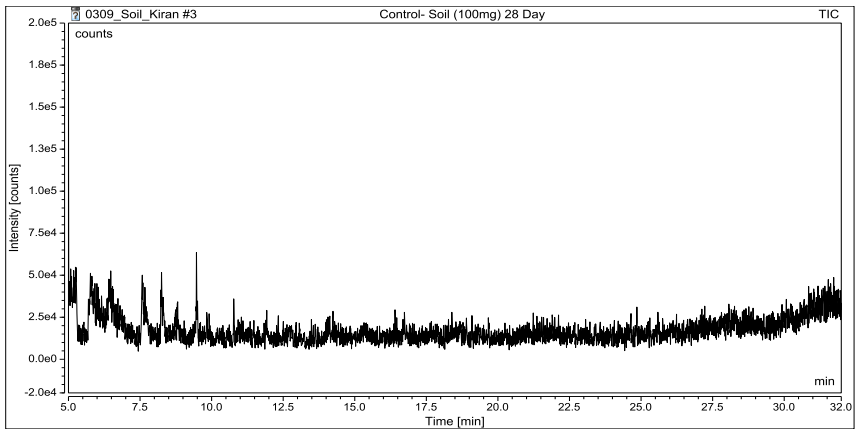 0309_Soil_Kiran #3 Control- Soil (100mg) 28 Day TIC
counts
2.0e5
1.8e5
1.5e5
1.3e5
1.0e5
7.5e4
5.0e4
2.5e4
0.0e0
-2.0e4
Intensity [counts]
min
5.0 7.5 10.0 12.5 15.0 17.5 20.0 22.5 25.0 27.5 30.0 32.0
Time [min]